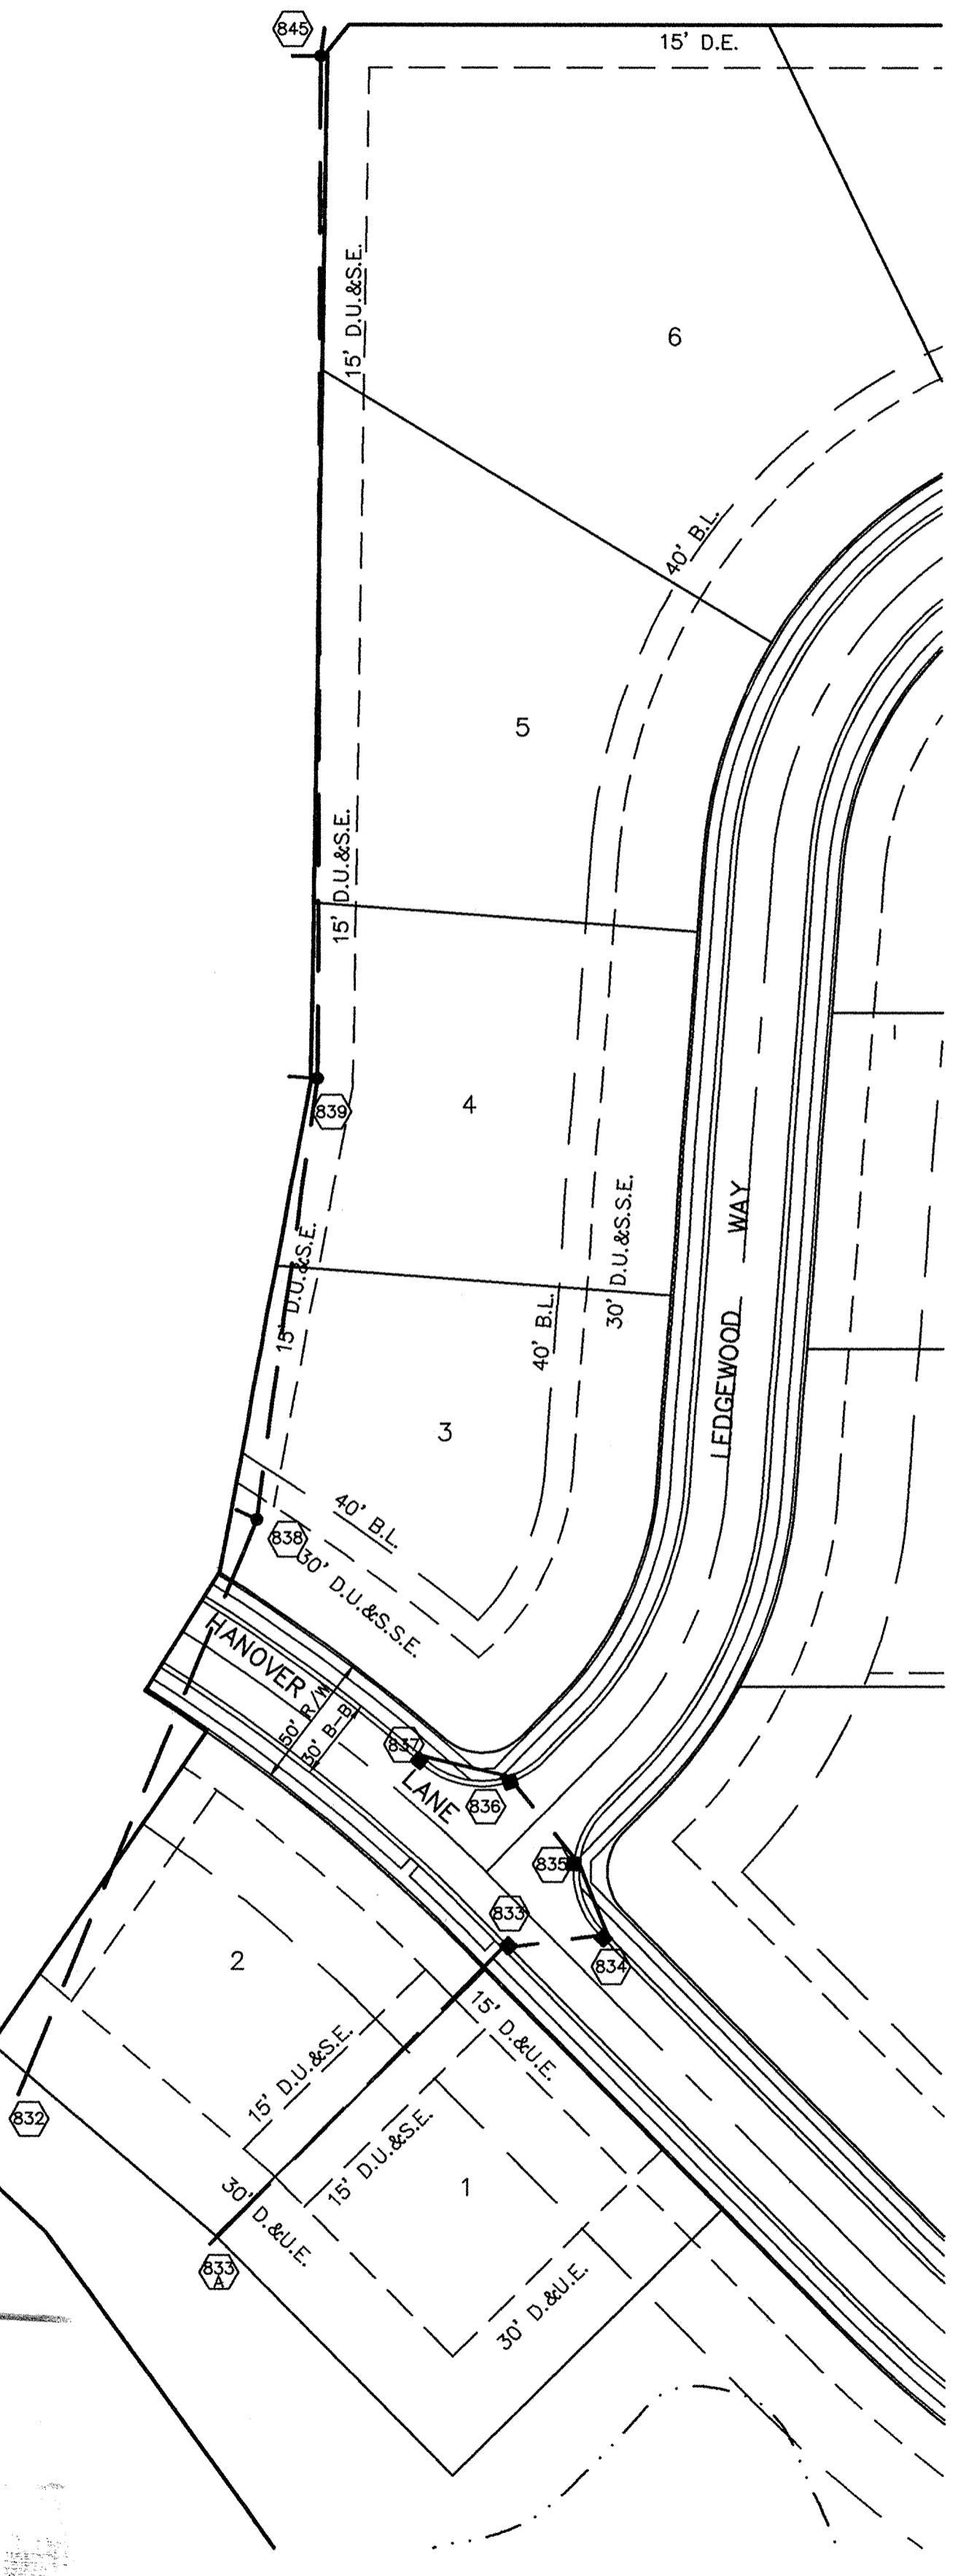 845
15' D.E.
15' D.U.&S.E.
6
40' B.L.
5
15' D.U.&S.E.
4
839
WAY
30' D.U.&S.S.E.
15' D.U.&S.E.
40' B.L.
LEDGEWOOD
3
40' B.L.
838
30' D.U.&S.S.E.
HANOVER
50' R/W
30' B-B
837
LANE
836
835
833
834
2
15' D.&U.E.
15' D.U.&S.E.
832
15' D.U.&S.E.
1
30' D.&U.E.
833
A
30' D.&U.E.